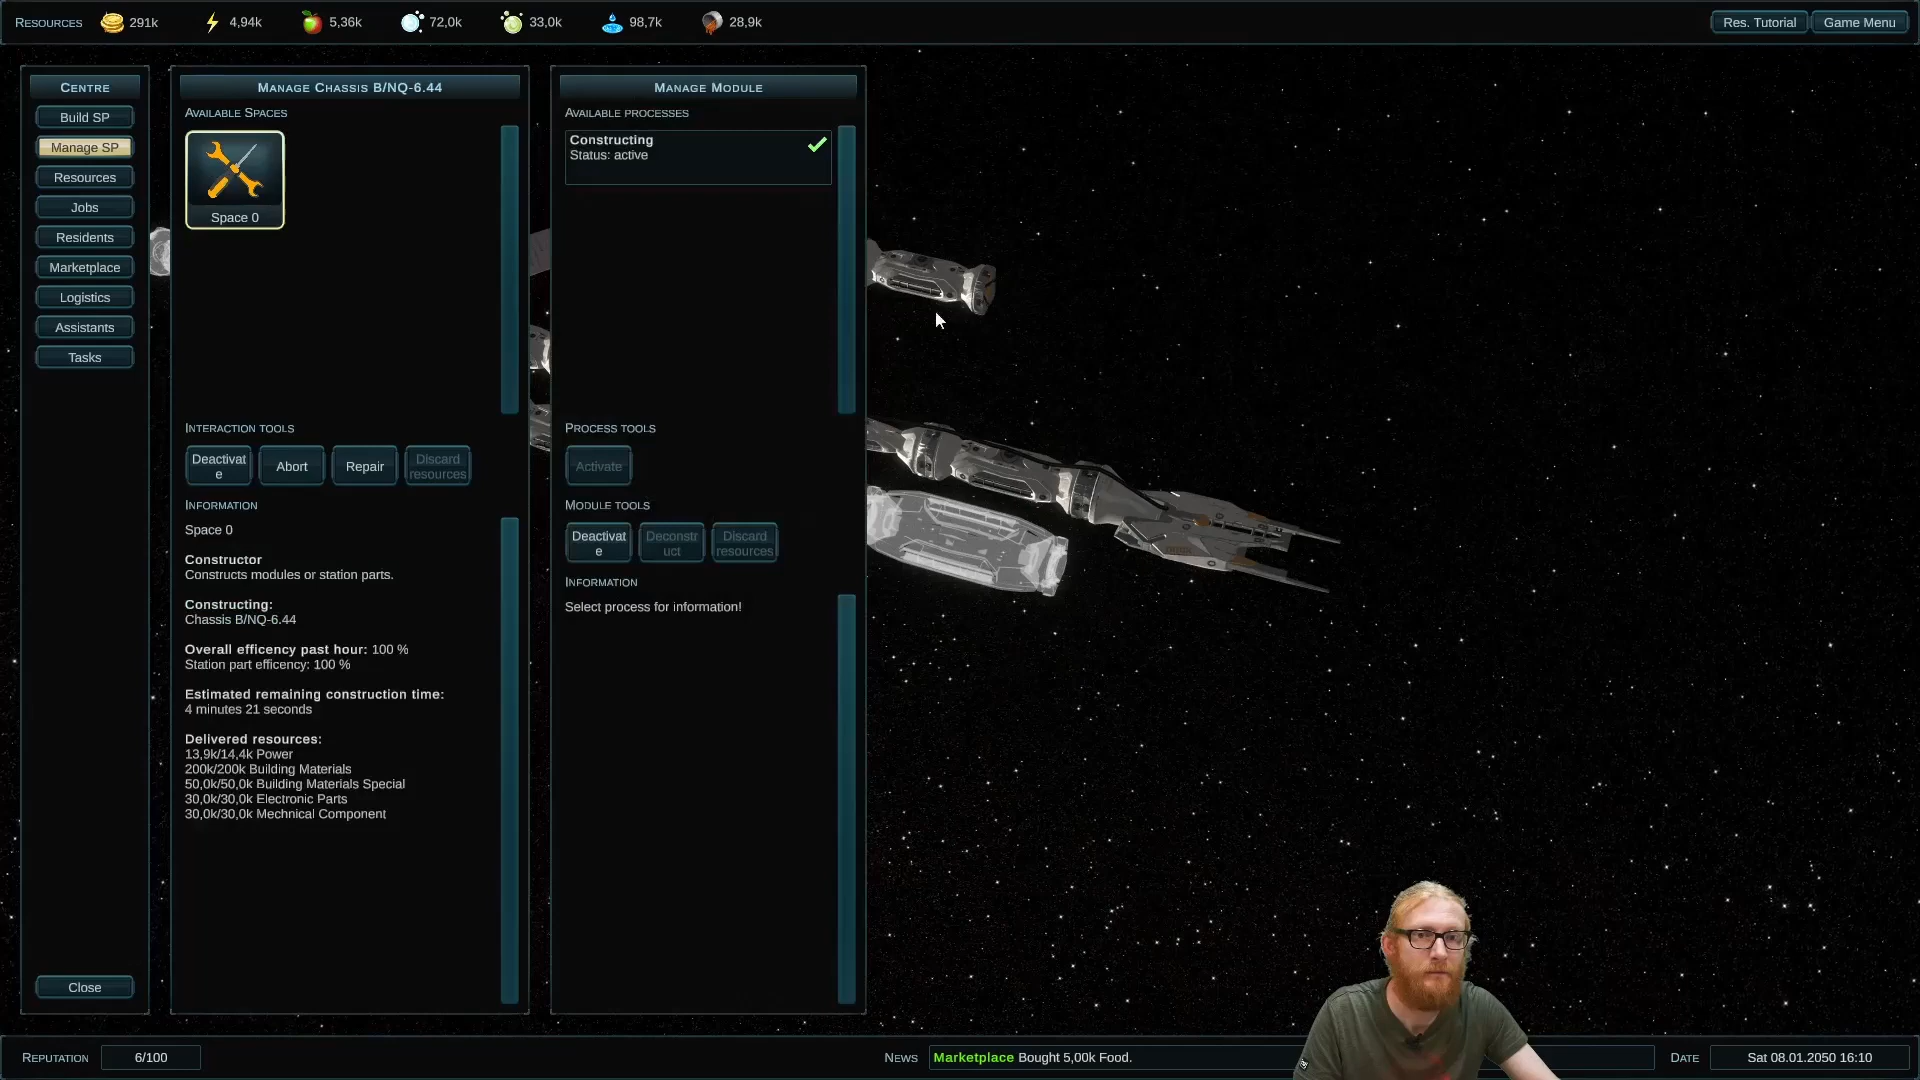 Resources 291k 4,94k 5,36k 72,0k 33,0k 98,7k 28,9k Res. Tutorial Game Menu
Centre
Build SP
Manage SP
Resources
Jobs
Residents
Marketplace
Logistics
Assistants
Tasks
Close
Manage Chassis B/NQ-6.44
Available Spaces
Space 0
Interaction tools
Deactivat
e
Abort
Repair
Discard
resources
Information
Space 0
Constructor
Constructs modules or station parts.
Constructing:
Chassis B/NQ-6.44
Overall efficency past hour: 100 %
Station part efficency: 100 %
Estimated remaining construction time:
4 minutes 21 seconds
Delivered resources:
13,9k/14,4k Power
200k/200k Building Materials
50,0k/50,0k Building Materials Special
30,0k/30,0k Electronic Parts
30,0k/30,0k Mechnical Component
Manage Module
Available processes
Constructing
Status: active
Process tools
Activate
Module tools
Deactivat
e
Deconstr
uct
Discard
resources
Information
Select process for information!
Reputation 6/100 News Marketplace Bought 5,00k Food. Date Sat 08.01.2050 16:10